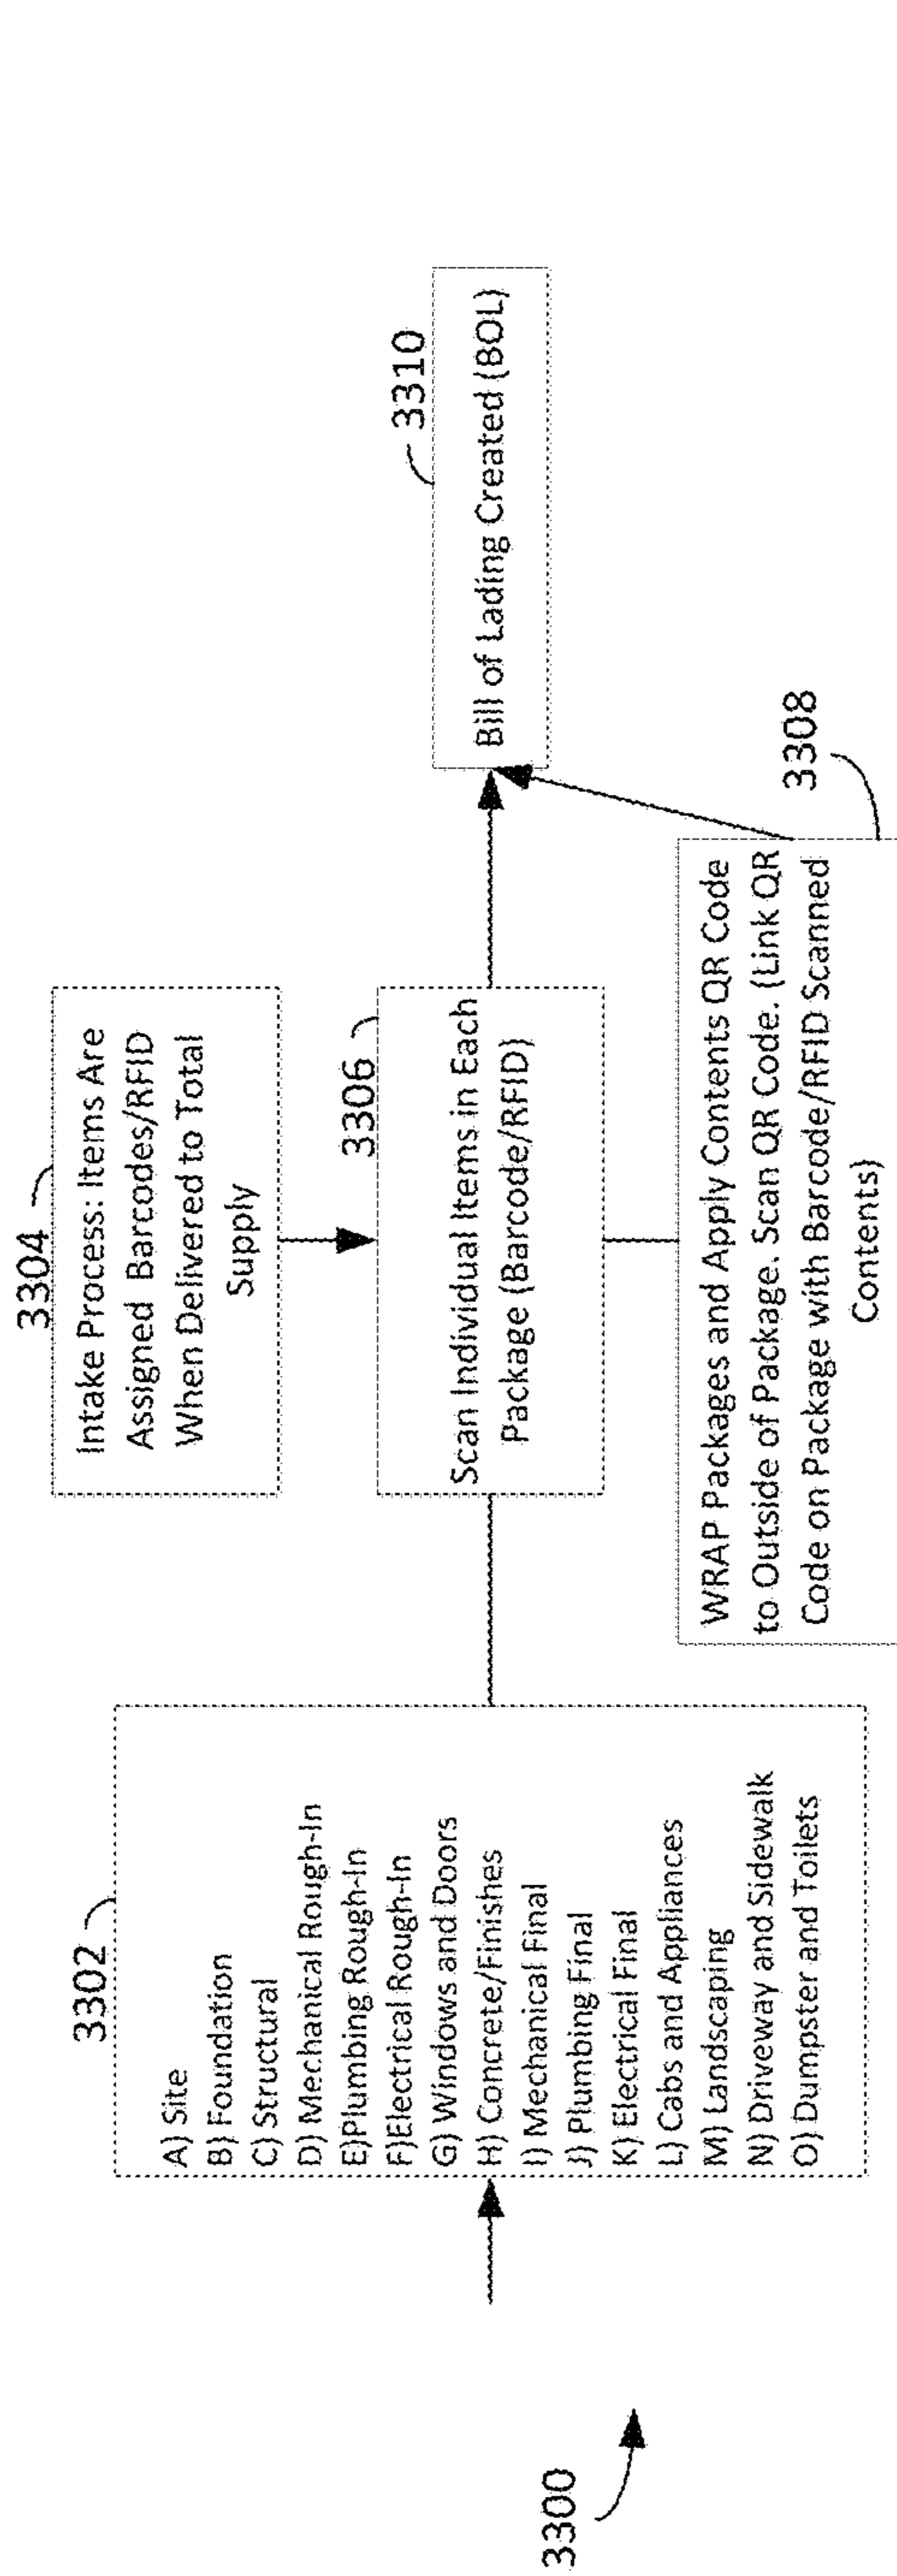 3300
3302
A) Site
B) Foundation
C) Structural
D) Mechanical Rough-In
E)Plumbing Rough-In
F)Electrical Rough-In
G) Windows and Doors
H) Concrete/Finishes
I) Mechanical Final
J) Plumbing Final
K) Electrical Final
L) Cabs and Appliances
M) Landscaping
N) Driveway and Sidewalk
O) Dumpster and Toilets
3304
Intake Process: Items Are
Assigned Barcodes/RFID
When Delivered to Total
Supply
3306
Scan Individual Items in Each
Package (Barcode/RFID)
3308
WRAP Packages and Apply Contents QR Code
to Outside of Package. Scan QR Code. (Link QR
Code on Package with Barcode/RFID Scanned
Contents)
3310
Bill of Lading Created (BOL)